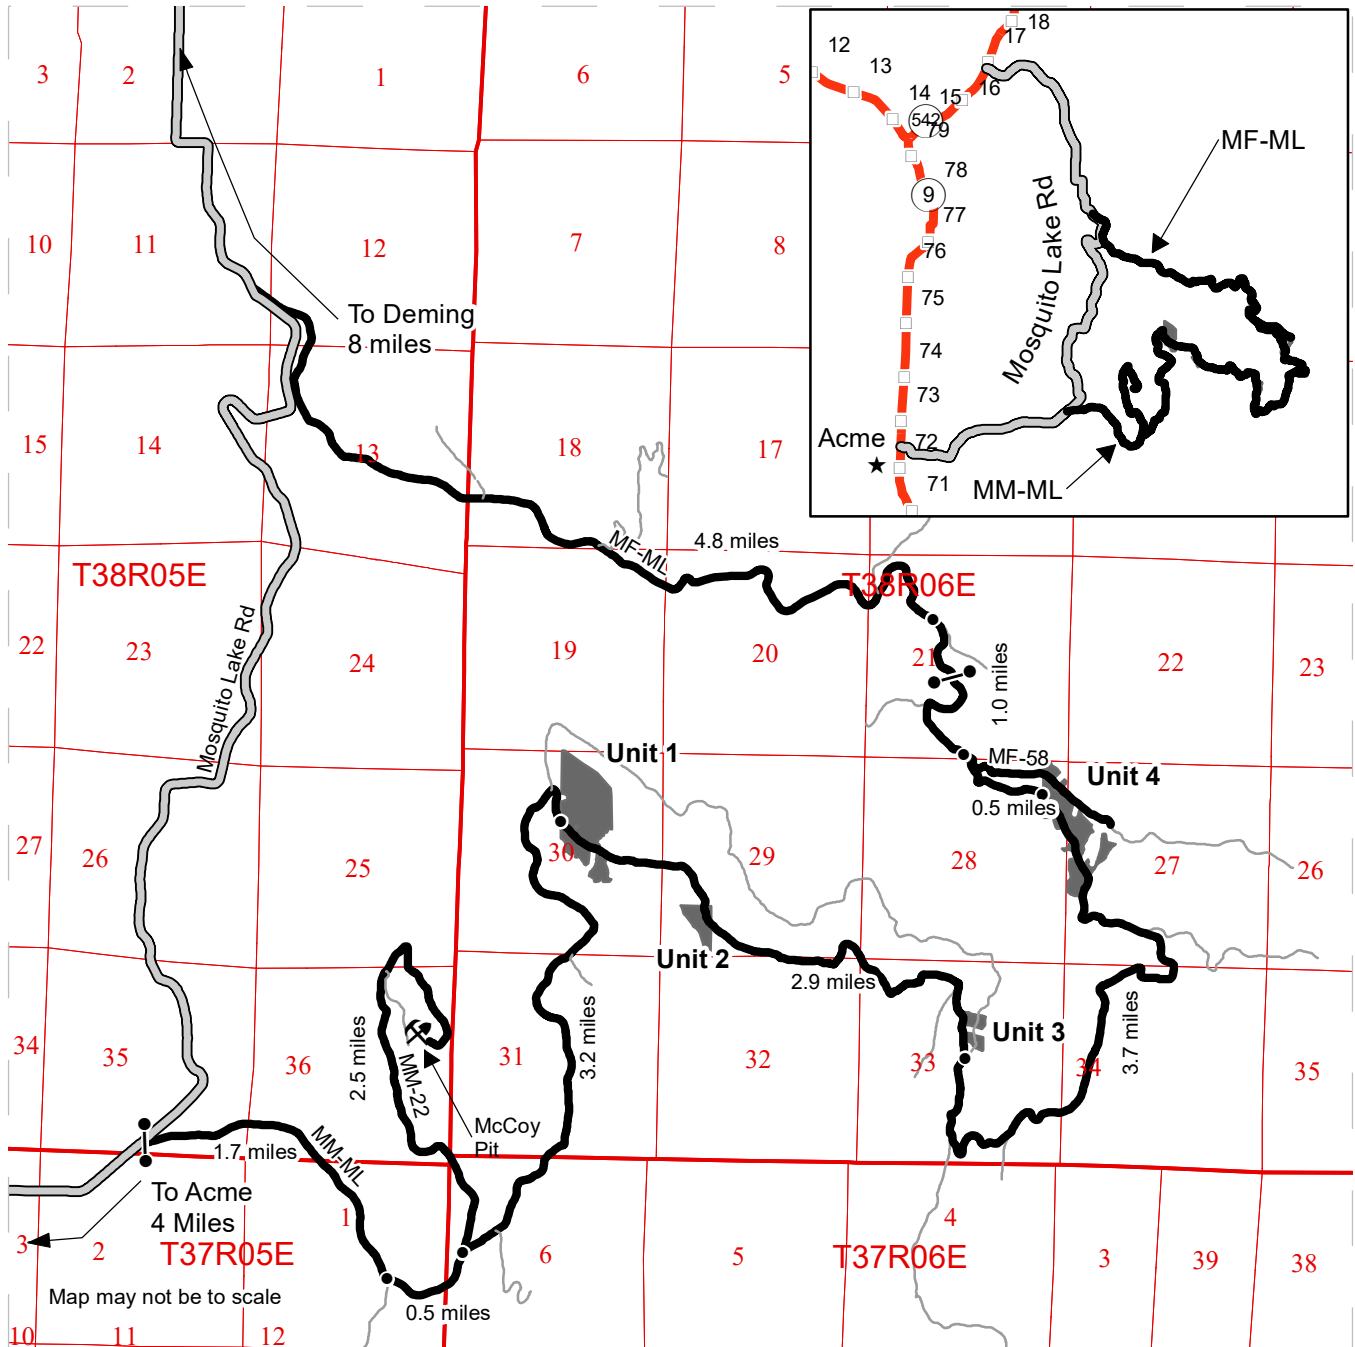 3
2
1
6
5
12
13
14
15
16
17
18
542
79
78
9
77
76
75
74
73
72
71
Acme
MF-ML
Mosquito Lake Rd
MM-ML
10
11
12
7
8
To Deming
8 miles
15
14
13
18
17
MF-ML
4.8 miles
T38R05E
T38R06E
22
23
24
19
20
21
22
23
1.0 miles
Mosquito Lake Rd
Unit 1
MF-58
Unit 4
0.5 miles
27
26
25
30
29
28
27
26
Unit 2
2.9 miles
Unit 3
34
35
36
2.5 miles
MM-22
31
3.2 miles
32
33
34
3.7 miles
35
McCoy
Pit
1.7 miles
MM-ML
To Acme
4 Miles
3
2
1
T37R05E
6
5
4
T37R06E
3
39
38
Map may not be to scale
0.5 miles
10
11
12